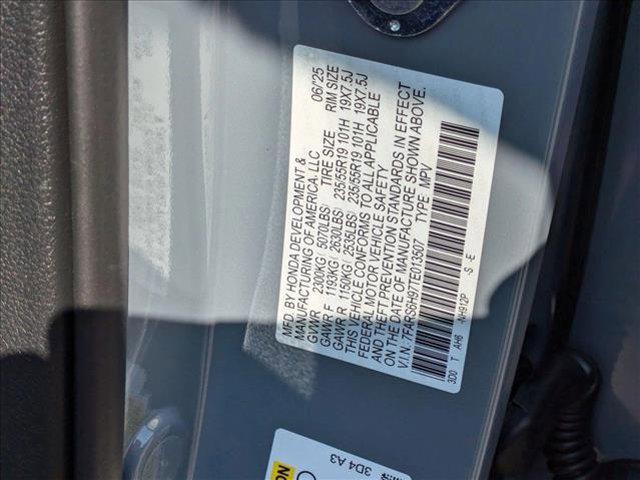 MFD. BY HONDA DEVELOPMENT &
MANUFACTURING OF AMERICA, LLC 06/25
GVWR 2300KG( 5070LBS) TIRE SIZE RIM SIZE
GAWR F 1193KG( 2630LBS) 235/55R19 101H 19X7.5J
GAWR R 1150KG( 2535LBS) 235/55R19 101H 19X7.5J
THIS VEHICLE CONFORMS TO ALL APPLICABLE
FEDERAL MOTOR VEHICLE SAFETY
AND THEFT PREVENTION STANDARDS IN EFFECT
ON THE DATE OF MANUFACTURE SHOWN ABOVE.
V.I.N. 7FARS6H97TE013507 TYPE: MPV
3D0 T AH6 -S -E
3D4 A3